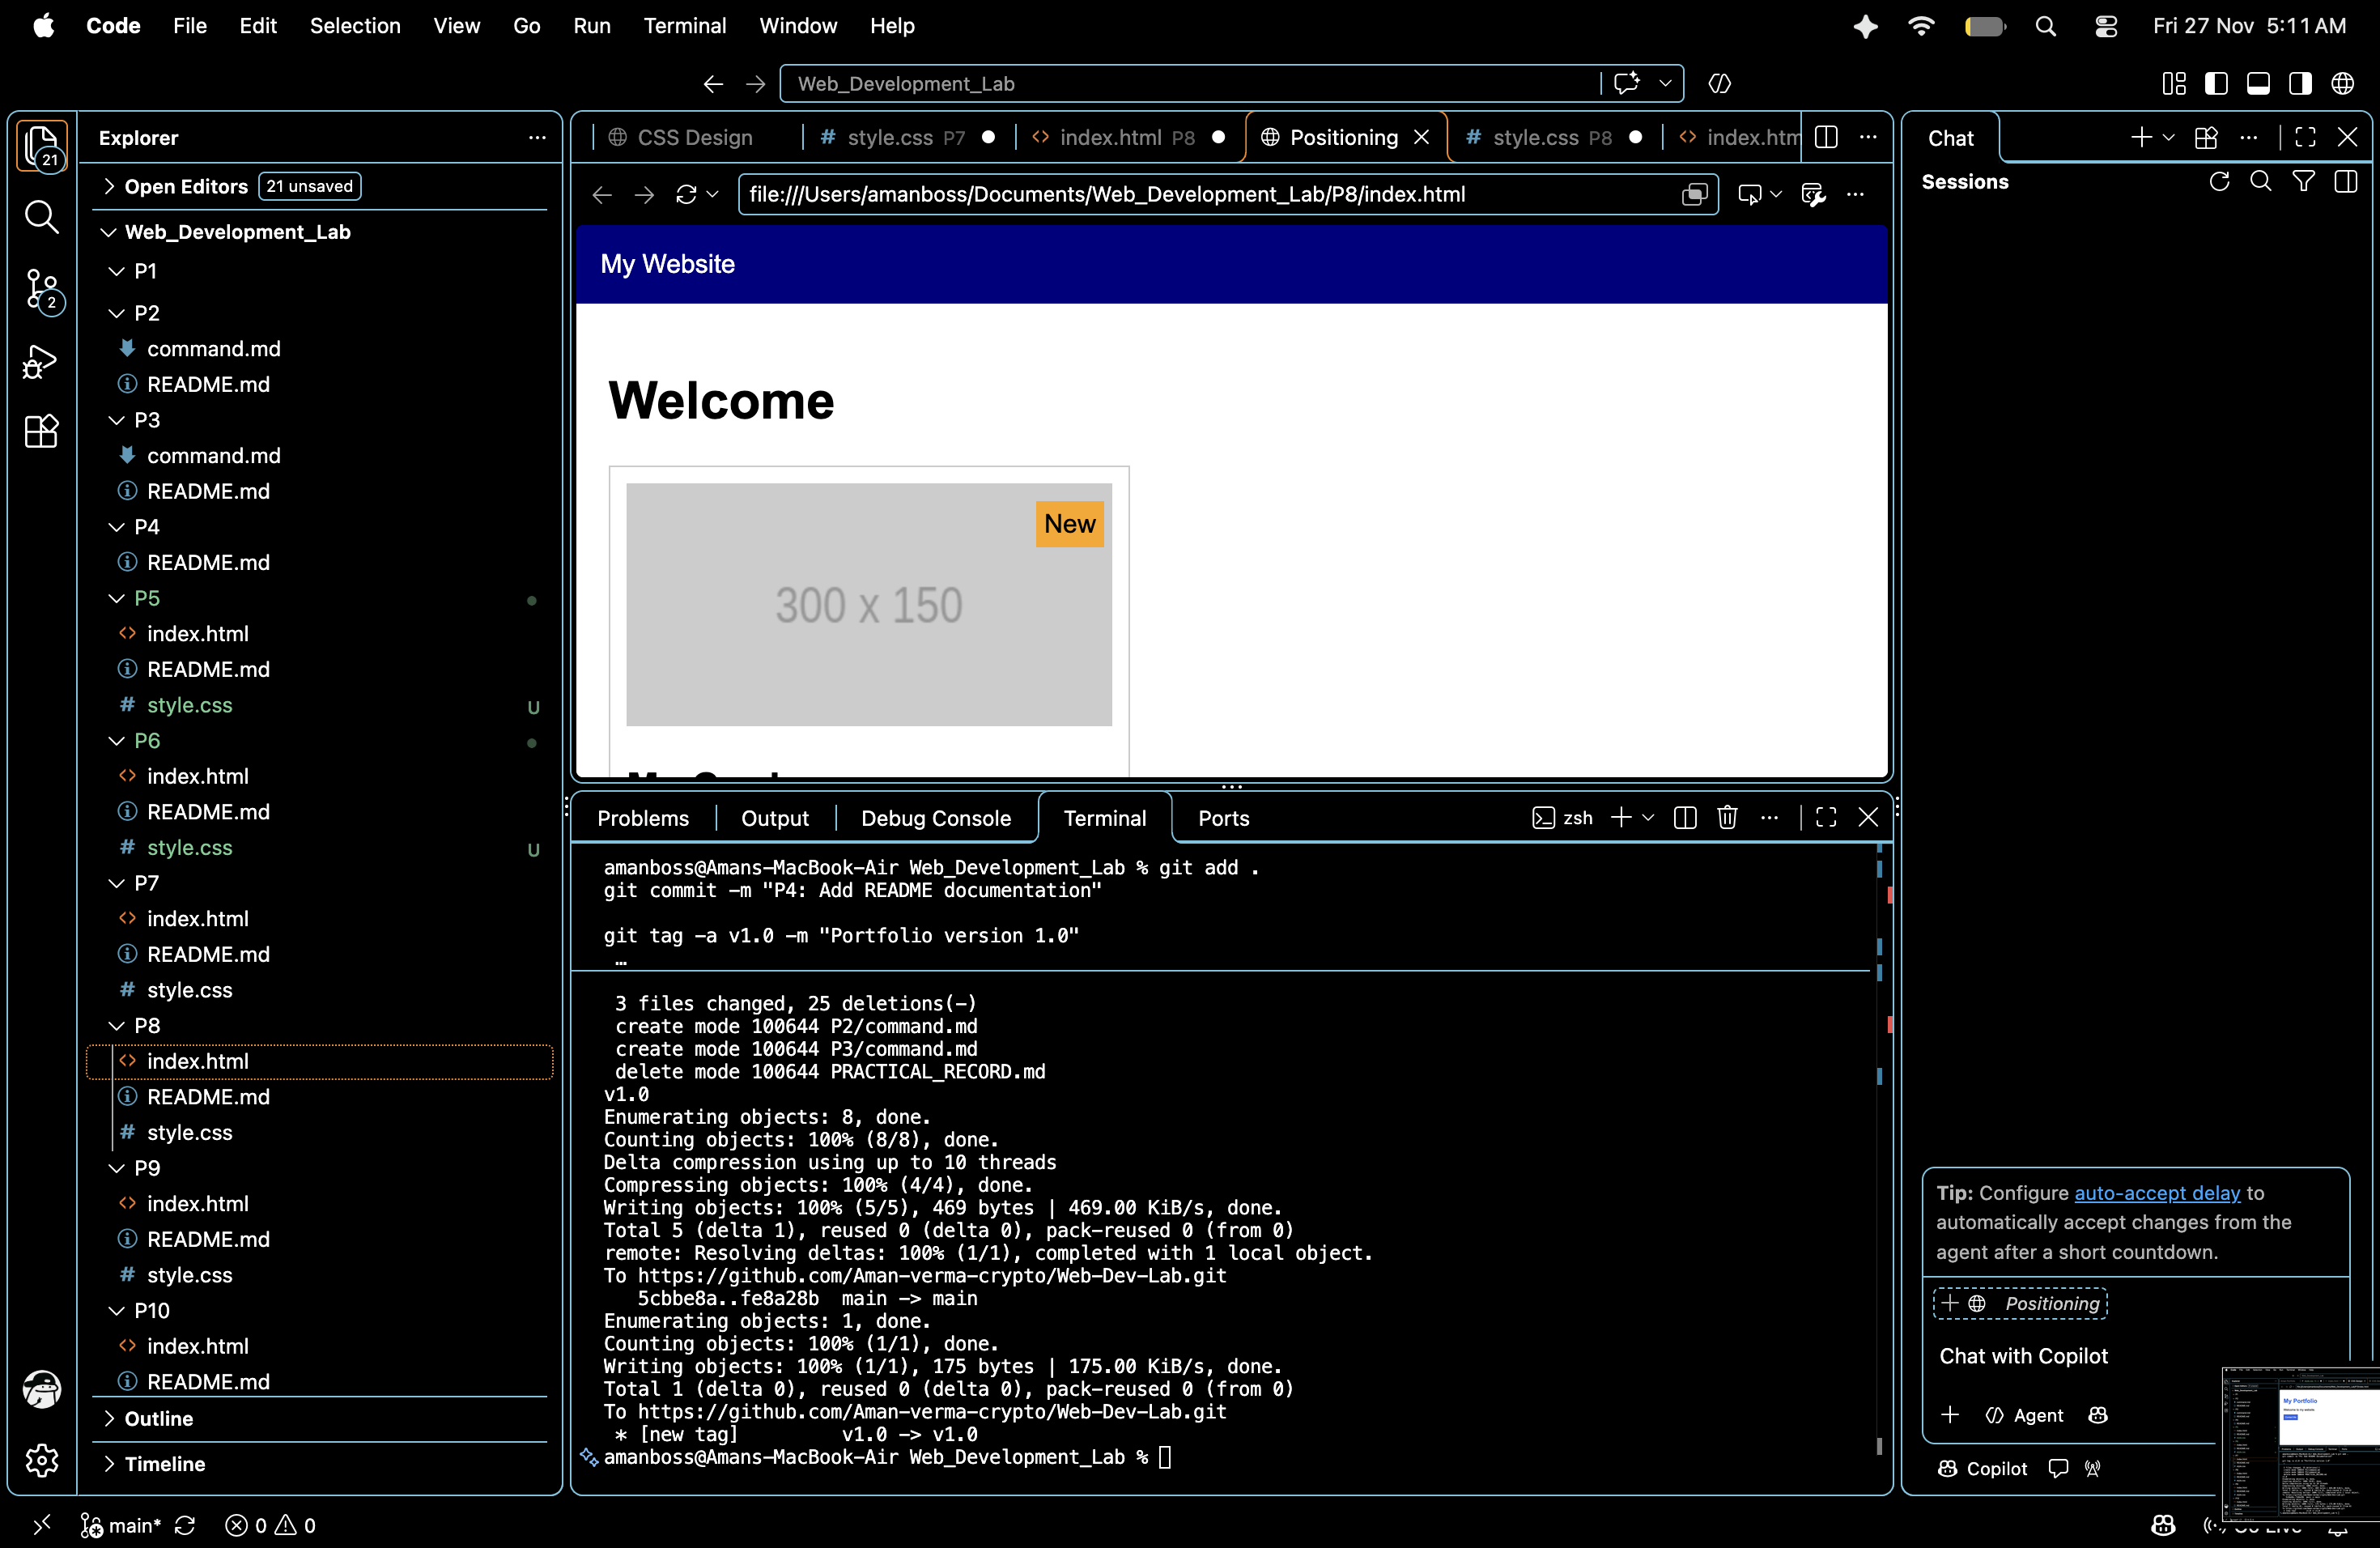 Code File Edit Selection View Go Run Terminal Window Help
Fri 27 Nov 5:11 AM
Web_Development_Lab
21
2
Explorer
Open Editors 21 unsaved
Web_Development_Lab
P1
P2
command.md
README.md
P3
command.md
README.md
P4
README.md
P5
index.html
README.md
style.css U
P6
index.html
README.md
style.css U
P7
index.html
README.md
style.css
P8
index.html
README.md
style.css
P9
index.html
README.md
style.css
P10
index.html
README.md
Outline
Timeline
CSS Design style.css P7 index.html P8 Positioning style.css P8 index.htm
file:///Users/amanboss/Documents/Web_Development_Lab/P8/index.html
My Website
Welcome
New
300 x 150
Problems Output Debug Console Terminal Ports zsh
amanboss@Amans-MacBook-Air Web_Development_Lab % git add .
git commit -m "P4: Add README documentation"
git tag -a v1.0 -m "Portfolio version 1.0"
…
3 files changed, 25 deletions(-)
create mode 100644 P2/command.md
create mode 100644 P3/command.md
delete mode 100644 PRACTICAL_RECORD.md
v1.0
Enumerating objects: 8, done.
Counting objects: 100% (8/8), done.
Delta compression using up to 10 threads
Compressing objects: 100% (4/4), done.
Writing objects: 100% (5/5), 469 bytes | 469.00 KiB/s, done.
Total 5 (delta 1), reused 0 (delta 0), pack-reused 0 (from 0)
remote: Resolving deltas: 100% (1/1), completed with 1 local object.
To https://github.com/Aman-verma-crypto/Web-Dev-Lab.git
5cbbe8a..fe8a28b main -> main
Enumerating objects: 1, done.
Counting objects: 100% (1/1), done.
Writing objects: 100% (1/1), 175 bytes | 175.00 KiB/s, done.
Total 1 (delta 0), reused 0 (delta 0), pack-reused 0 (from 0)
To https://github.com/Aman-verma-crypto/Web-Dev-Lab.git
* [new tag] v1.0 -> v1.0
amanboss@Amans-MacBook-Air Web_Development_Lab %
Chat
Sessions
Tip: Configure auto-accept delay to
automatically accept changes from the
agent after a short countdown.
Positioning
Chat with Copilot
Agent
Copilot
My Portfolio
main* 0 0